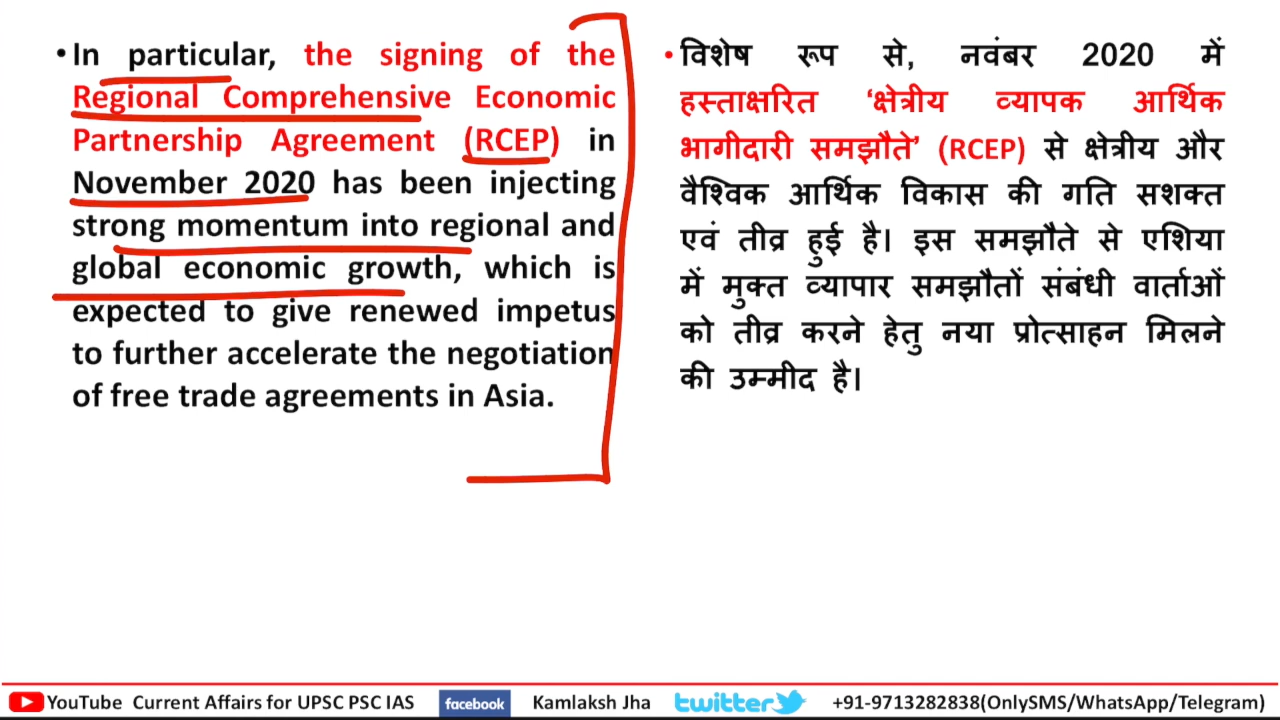 •In particular, the signing of the
Regional Comprehensive Economic
Partnership Agreement (RCEP) in
November 2020 has been injecting
strong momentum into regional and
global economic growth, which is
expected to give renewed impetus
to further accelerate the negotiation
of free trade agreements in Asia.
•विशेष रूप से, नवंबर 2020 में
हस्ताक्षरित ‘क्षेत्रीय व्यापक आर्थिक
भागीदारी समझौते’ (RCEP) से क्षेत्रीय और
वैश्विक आर्थिक विकास की गति सशक्त
एवं तीव्र हुई है। इस समझौते से एशिया
में मुक्त व्यापार समझौतों संबंधी वार्ताओं
को तीव्र करने हेतु नया प्रोत्साहन मिलने
की उम्मीद है।
YouTube Current Affairs for UPSC PSC IAS facebook Kamlaksh Jha twitter +91-9713282838(OnlySMS/WhatsApp/Telegram)